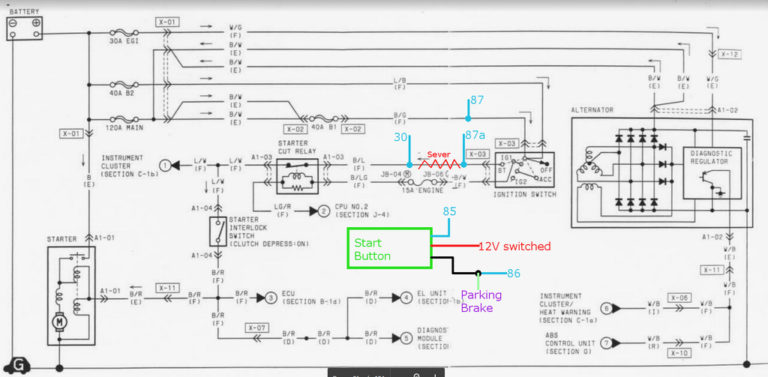 BATTERY
X-01
30A EGI
W/G
(F)
B/W
(E)
B/W
(E)
X-12
40A B2
L/B
(F)
B/W
(E)
B/W
(E)
W/G
(E)
120A MAIN
B/W
(E)
B/W
(E)
X-02
40A B1
X-02
B/G
(F)
87
ALTERNATOR
A1-02
X-01
STARTER
CUT RELAY
30
87a
X-03
INSTRUMENT
CLUSTER
(SECTION C-1b)
1
L/W
(F)
L/W
(F)
A1-03
A1-03
B/L
(F)
Sever
X-03
IG1
ST
OFF
ACC
IG2
DIAGNOSTIC
REGULATOR
B
(E)
L/W
(F)
B/LG
(F)
JB-04
JB-06
15A ENGINE
B/W
(F)
IGNITION SWITCH
LG/R
(F)
2
CPU NO.2
(SECTION J-4)
A1-04
STARTER
INTERLOCK
SWITCH
(CLUTCH DEPRESSION)
85
STARTER
A1-01
Start
Button
12V switched
A1-02
A1-04
86
W/B
(E)
A1-01
B/R
(E)
X-11
B/R
(F)
B/R
(F)
B/R
(F)
3
ECU
(SECTION B-1d)
B/R
(D)
4
EL UNIT
Parking
Brake
X-11
INSTRUMENT
CLUSTER/
HEAT WARNING
(SECTION C-1a)
6
W/B
(I)
X-06
W/B
(F)
W/B
(F)
M
B/R
(F)
X-07
B/R
(D)
B/R
(D)
5
MODULE
ABS
CONTROL UNIT
(SECTION G)
7
W/B
(R)
X-10
W/B
(F)
G